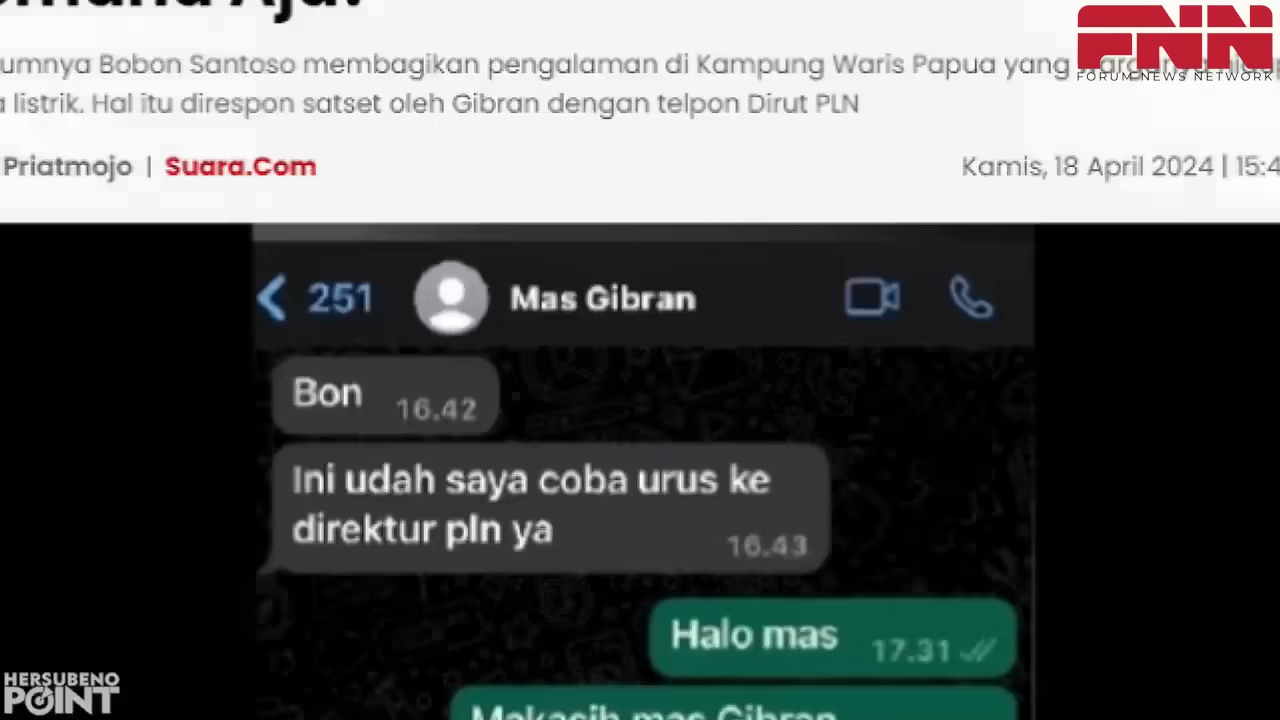 FNN
FORUM NEWS NETWORK
umnya Bobon Santoso membagikan pengalaman di Kampung Waris Papua yang
listrik. Hal itu direspon satset oleh Gibran dengan telpon Dirut PLN
Priatmojo | Suara.Com
Kamis, 18 April 2024 | 15:4
251
Mas Gibran
Bon
16.42
Ini udah saya coba urus ke
direktur pln ya
16.43
Halo mas
17.31
Makasih mas Gibran
HERSUBENO
POINT